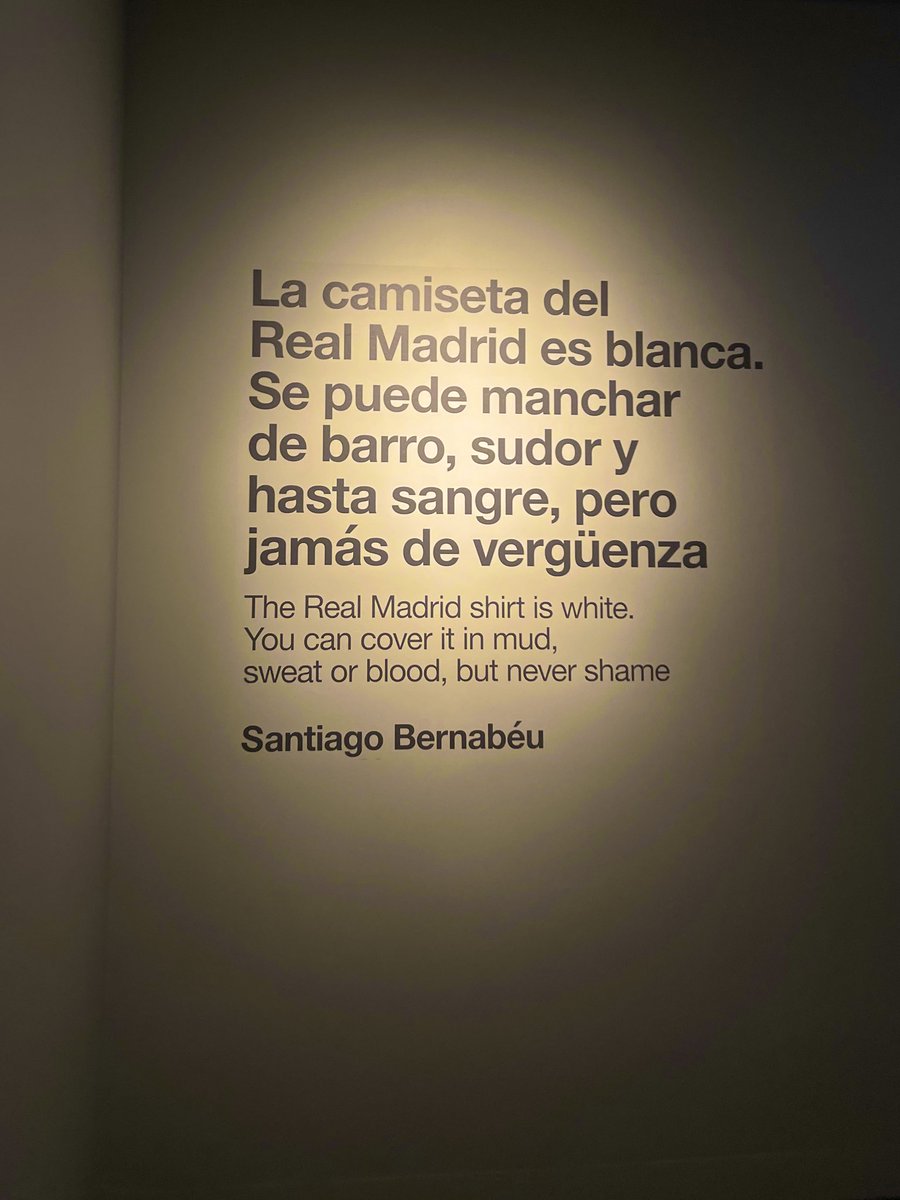 La camiseta del
Real Madrid es blanca.
Se puede manchar
de barro, sudor y
hasta sangre, pero
jamás de vergüenza
The Real Madrid shirt is white.
You can cover it in mud,
sweat or blood, but never shame
Santiago Bernabéu